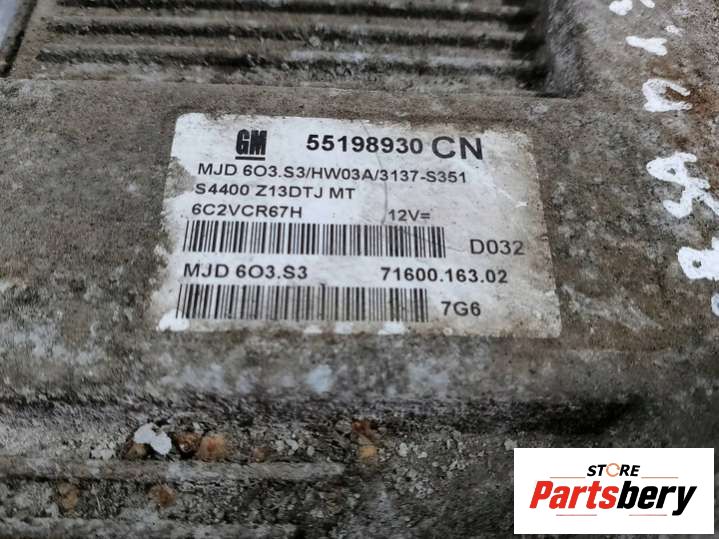 GM 55198930 CN
MJD 6O3.S3/HW03A/3137-S351
S4400 Z13DTJ MT
6C2VCR67H 12V=
D032
MJD 6O3.S3 71600.163.02
7G6
STORE
Partsbery